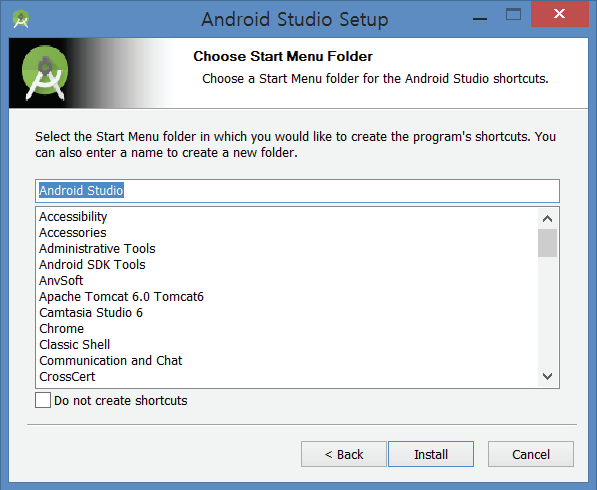 Android Studio Setup
Choose Start Menu Folder
Choose a Start Menu folder for the Android Studio shortcuts.
Select the Start Menu folder in which you would like to create the program's shortcuts. You
can also enter a name to create a new folder.
Android Studio
Accessibility
Accessories
Administrative Tools
Android SDK Tools
AnvSoft
Apache Tomcat 6.0 Tomcat6
Camtasia Studio 6
Chrome
Classic Shell
Communication and Chat
CrossCert
Do not create shortcuts
< Back
Install
Cancel